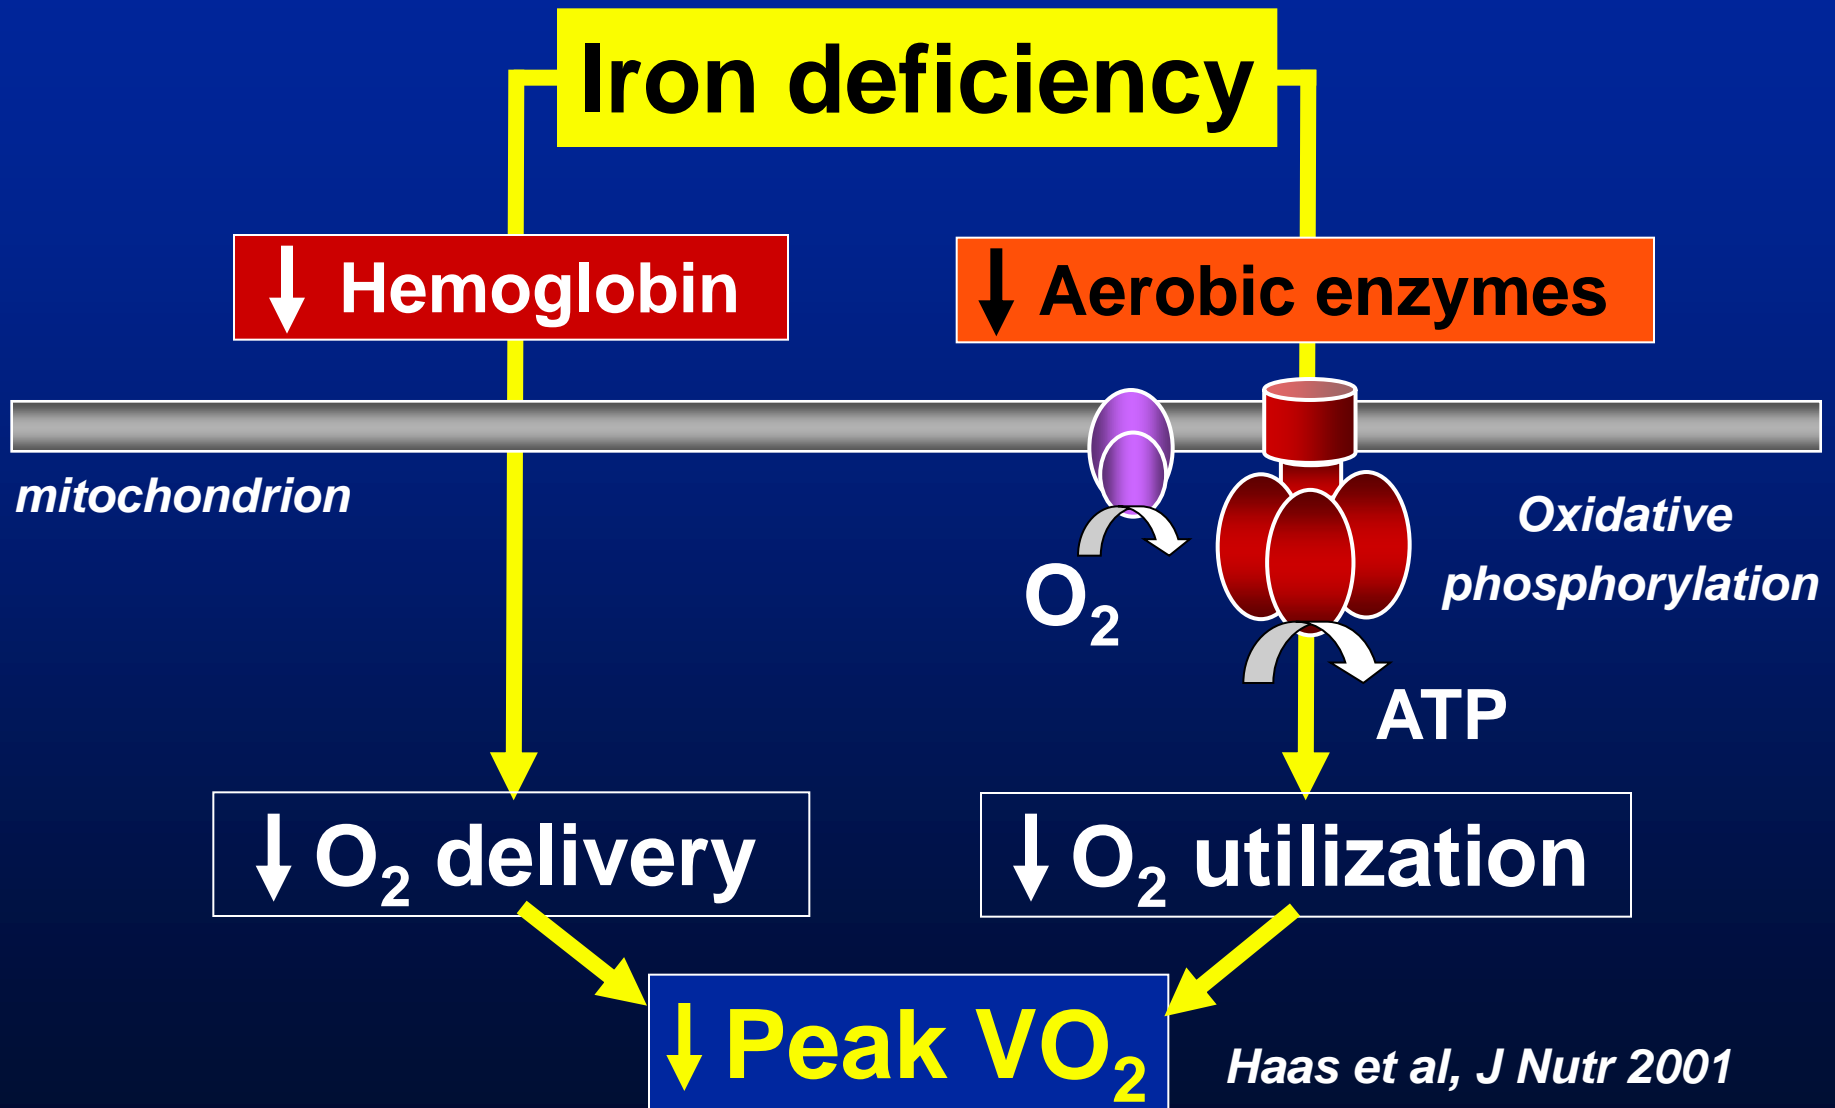 Iron deficiency
↓ Hemoglobin
↓ Aerobic enzymes
mitochondrion
Oxidative
phosphorylation
O₂
ATP
↓ O₂ delivery
↓ O₂ utilization
↓ Peak VO₂
Haas et al, J Nutr 2001